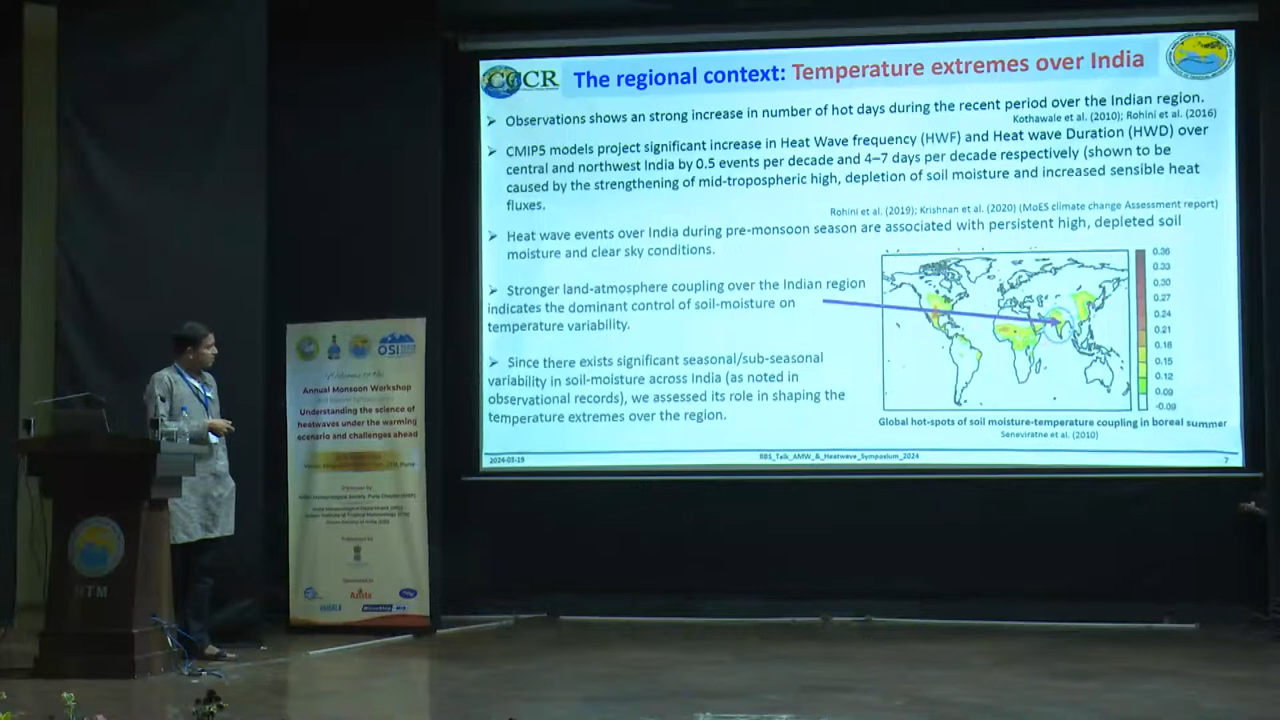 CCCR
The regional context: Temperature extremes over India
➢ Observations shows an strong increase in number of hot days during the recent period over the Indian region.
Kothawale et al. (2010); Rohini et al. (2016)
➢ CMIP5 models project significant increase in Heat Wave frequency (HWF) and Heat wave Duration (HWD) over
central and northwest India by 0.5 events per decade and 4–7 days per decade respectively (shown to be
caused by the strengthening of mid-tropospheric high, depletion of soil moisture and increased sensible heat
fluxes.
Rohini et al. (2019); Krishnan et al. (2020) (MoES climate change Assessment report)
➢ Heat wave events over India during pre-monsoon season are associated with persistent high, depleted soil
moisture and clear sky conditions.
➢ Stronger land-atmosphere coupling over the Indian region
indicates the dominant control of soil-moisture on
temperature variability.
➢ Since there exists significant seasonal/sub-seasonal
variability in soil-moisture across India (as noted in
observational records), we assessed its role in shaping the
temperature extremes over the region.
0.36
0.33
0.30
0.27
0.24
0.21
0.18
0.15
0.12
0.09
-0.09
Global hot-spots of soil moisture-temperature coupling in boreal summer
Seneviratne et al. (2010)
2024-03-19
RBS_Talk_AMW_&_Heatwave_Symposium_2024
7
OSI
Annual Monsoon Workshop
Understanding the science of
heatwaves under the warming
scenario and challenges ahead
Sponsored by
Azista
VAISALA
IITM